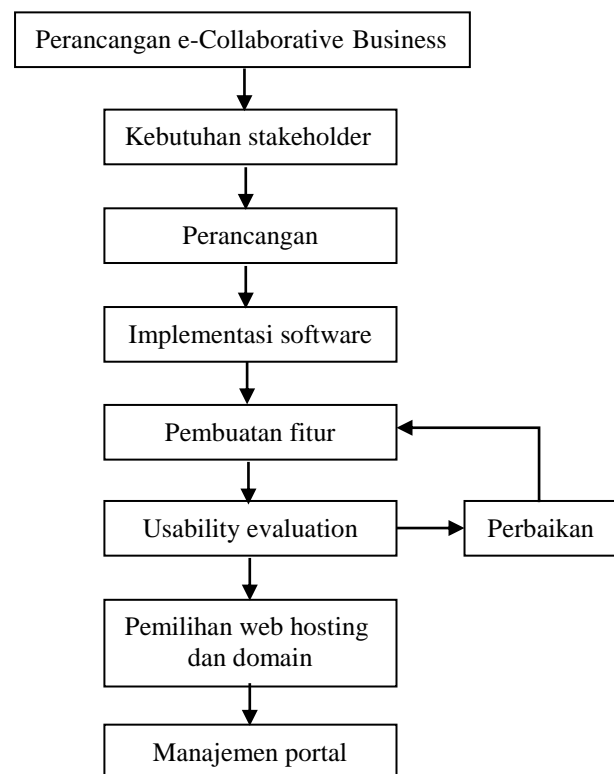 Perancangan e-Collaborative Business
Kebutuhan stakeholder
Perancangan
Implementasi software
Pembuatan fitur
Usability evaluation
Perbaikan
Pemilihan web hosting
dan domain
Manajemen portal